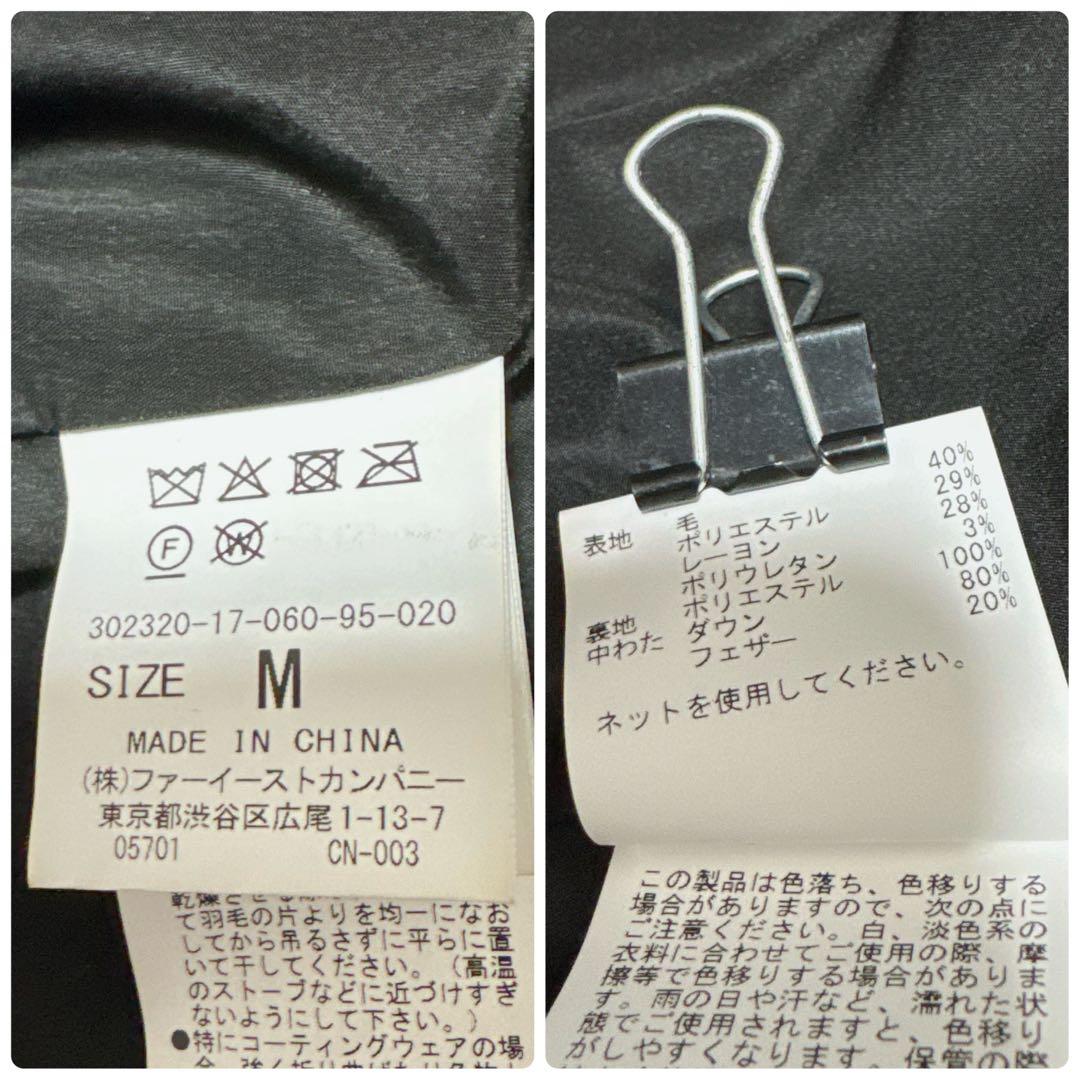 F
W
302320-17-060-95-020
SIZE M
MADE IN CHINA
(株)ファーイーストカンパニー
東京都渋谷区広尾1-13-7
05701 CN-003
て羽毛の片よりを均一になお
してから吊るさずに平らに置
いて干してください。(高温
のストーブなどに近づけすぎ
ないようにして下さい。)
●特にコーティングウェアの場
表地 毛 40%
ポリエステル 29%
レーヨン 28%
ポリウレタン 3%
裏地 ポリエステル 100%
中わた ダウン 80%
フェザー 20%
ネットを使用してください。
この製品は色落ち、色移りする
場合がありますので、次の点に
ご注意ください。白、淡色系の
衣料に合わせてご使用の際、摩
擦等で色移りする場合がありま
す。雨の日や汗など、濡れた状
態でご使用されますと、色移り
がしやすくなります。保管の際